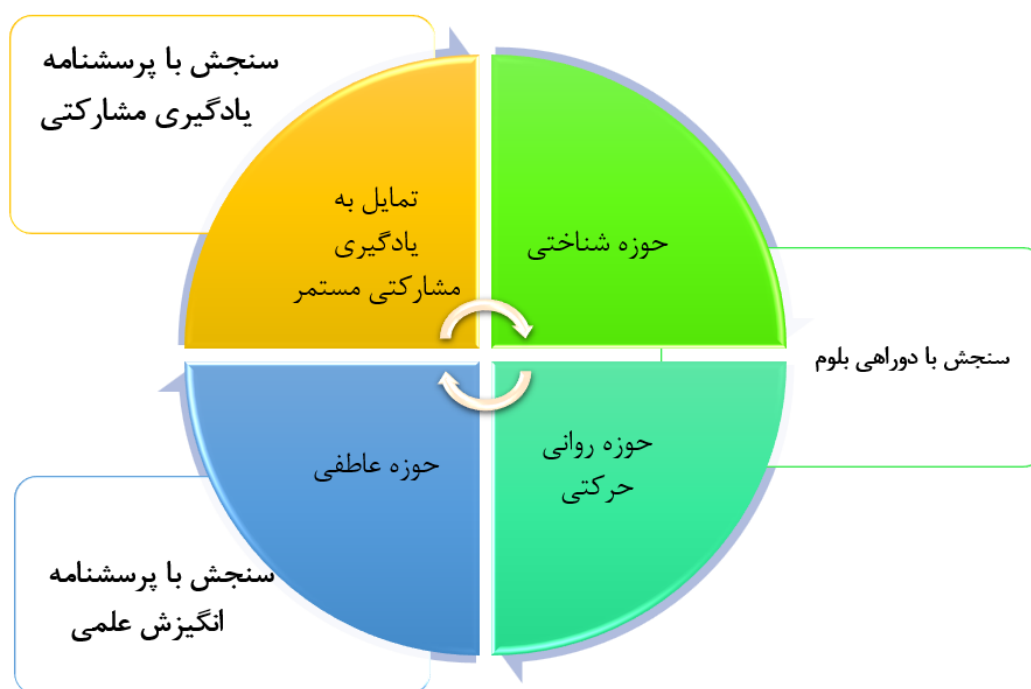 سنجش با پرسشنامه
یادگیری مشارکتی
تمایل به
یادگیری
مشارکتی مستمر
حوزه شناختی
سنجش با دوراهی بلوم
حوزه روانی
حرکتی
حوزه عاطفی
سنجش با پرسشنامه
انگیزش علمی